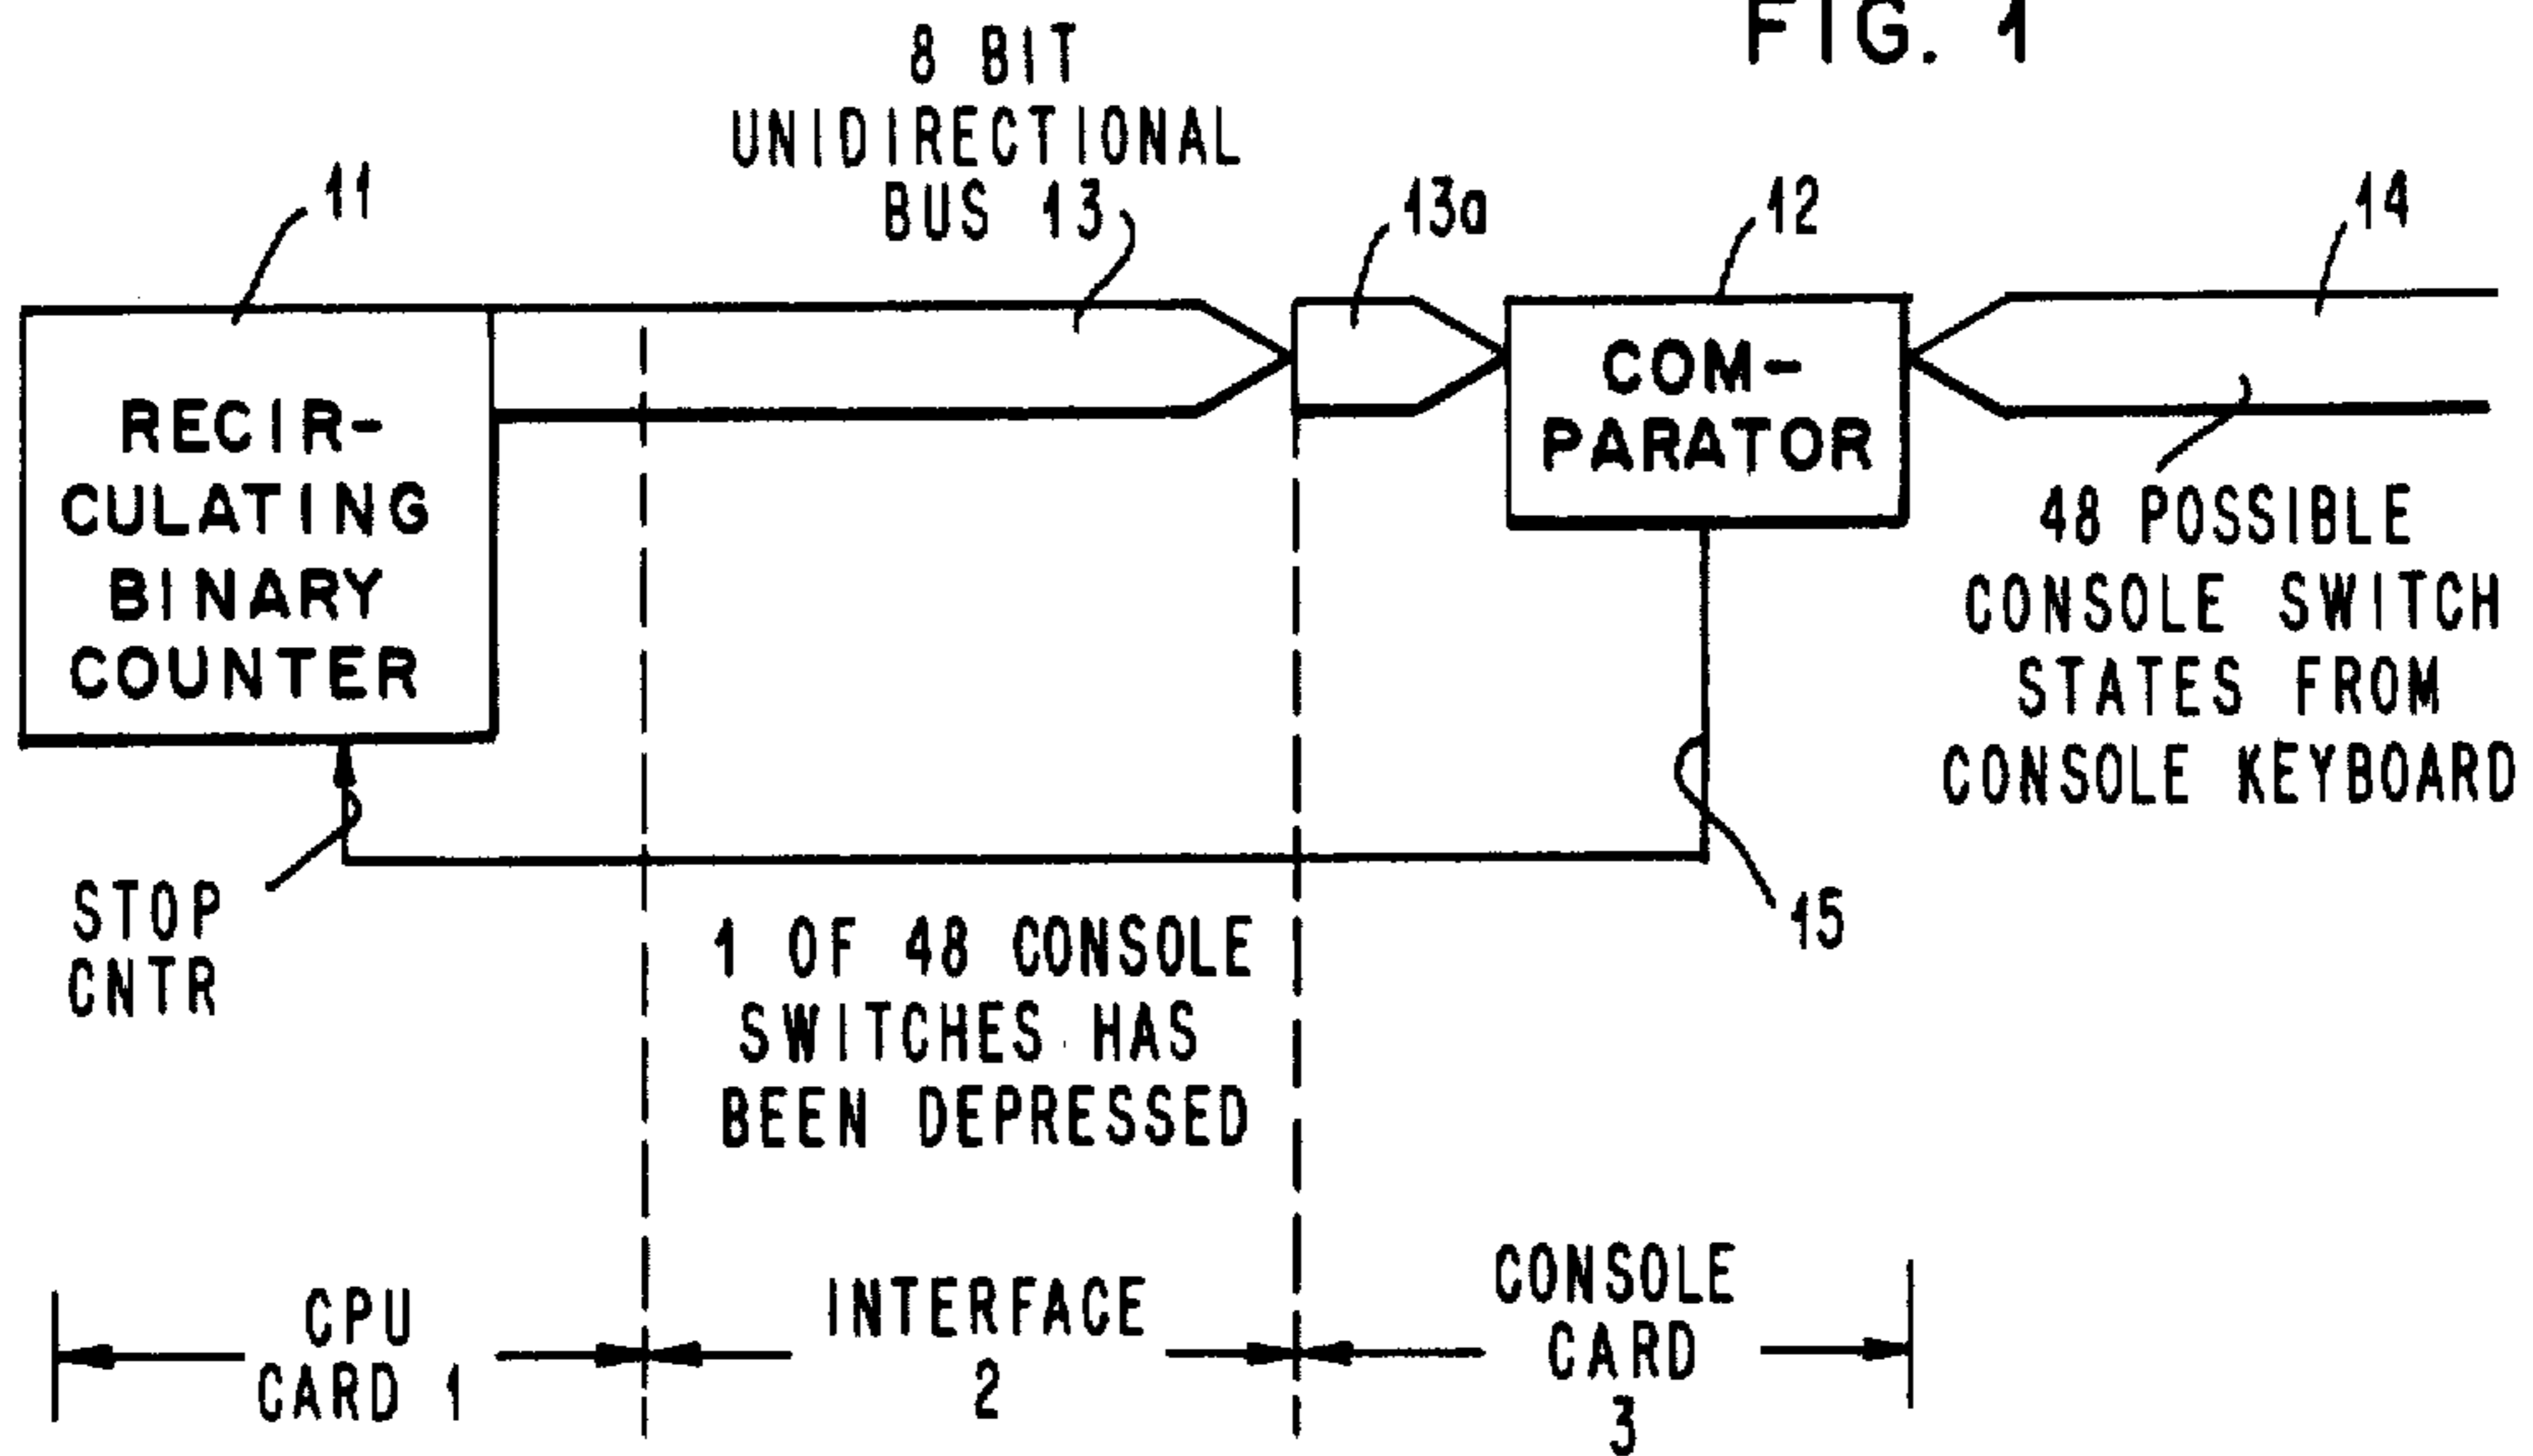 FIG. 1
8 BIT
UNIDIRECTIONAL
BUS 13
11
13a
12
14
RECIR-
CULATING
BINARY
COUNTER
COM-
PARATOR
48 POSSIBLE
CONSOLE SWITCH
STATES FROM
CONSOLE KEYBOARD
STOP
CNTR
15
1 OF 48 CONSOLE
SWITCHES HAS
BEEN DEPRESSED
CPU
CARD 1
INTERFACE
2
CONSOLE
CARD
3